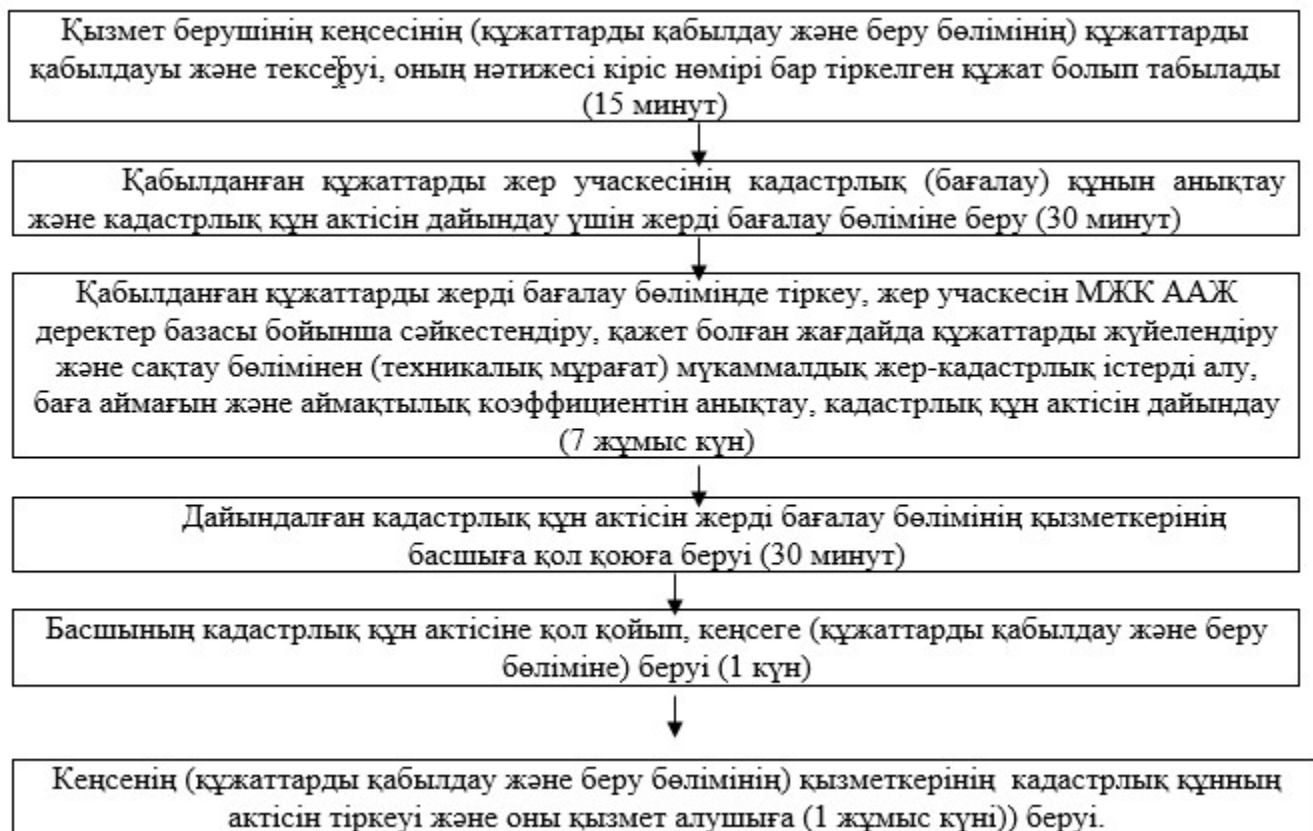 Қызмет берушінің кеңсесінің (құжаттарды қабылдау және беру бөлімінің) құжаттарды
қабылдауы және тексеруі, оның нәтижесі кіріс нөмірі бар тіркелген құжат болып табылады
(15 минут)
Қабылданған құжаттарды жер учаскесінің кадастрлық (бағалау) құнын анықтау
және кадастрлық құн актісін дайындау үшін жерді бағалау бөліміне беру (30 минут)
Қабылданған құжаттарды жерді бағалау бөлімінде тіркеу, жер учаскесін МЖК ААЖ
деректер базасы бойынша сәйкестендіру, қажет болған жағдайда құжаттарды жүйелендіру
және сақтау бөлімінен (техникалық мұрағат) мүкаммалдық жер-кадастрлық істерді алу,
баға аймағын және аймақтылық коэффициентін анықтау, кадастрлық құн актісін дайындау
(7 жұмыс күн)
Дайындалған кадастрлық құн актісін жерді бағалау бөлімінің қызметкерінің
басшыға қол қоюға беруі (30 минут)
Басшының кадастрлық құн актісіне қол қойып, кеңсеге (құжаттарды қабылдау және беру
бөліміне) беруі (1 күн)
Кеңсенің (құжаттарды қабылдау және беру бөлімінің) қызметкерінің кадастрлық құнның
актісін тіркеуі және оны қызмет алушыға (1 жұмыс күні)) беруі.